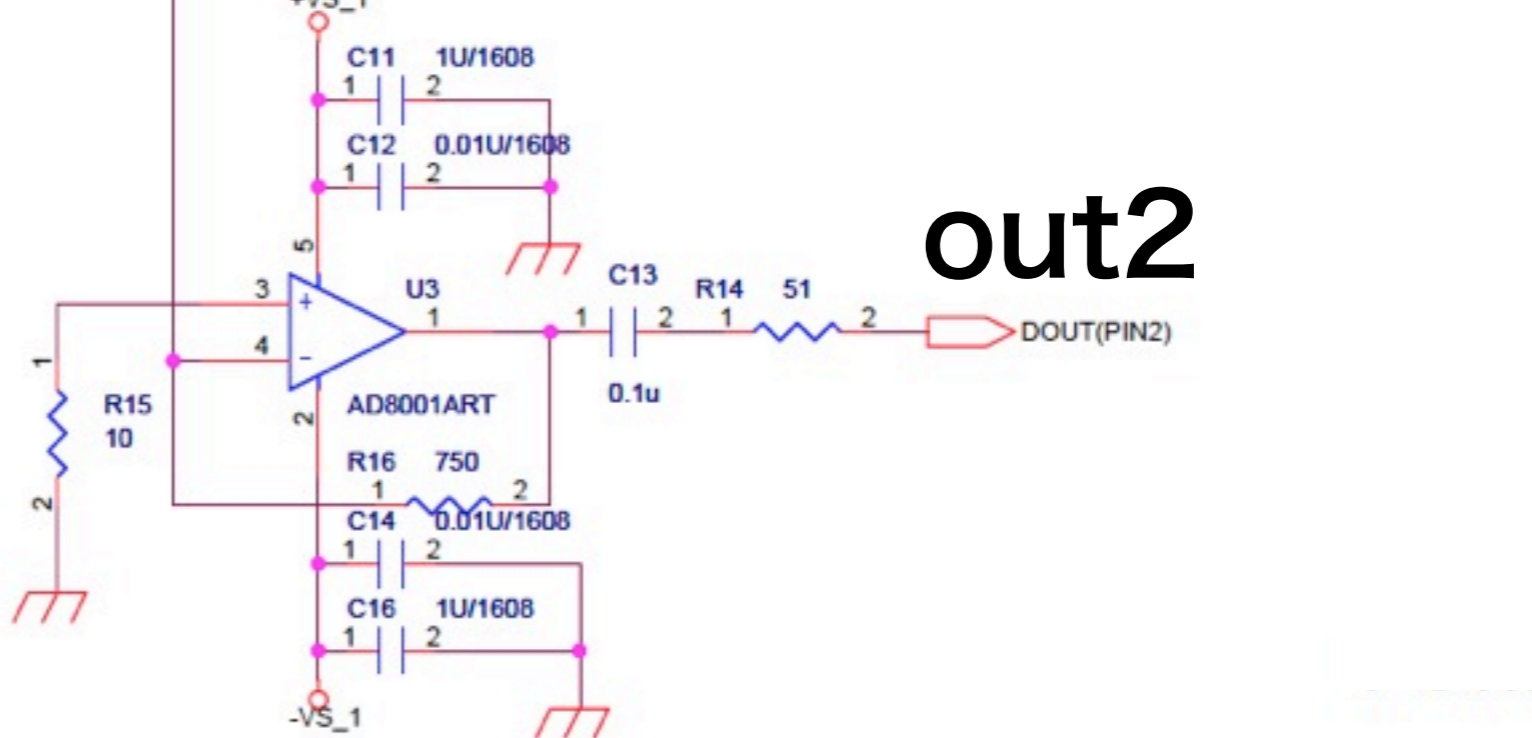 +VS_1
C11 1U/1608
1 2
C12 0.01U/1608
1 2
out2
5
C13
R14 51
3 U3
+ 1 1 2 1 2
DOUT(PIN2)
4
-
1
0.1u
R15
10
2
AD8001ART
R16 750
1 2
2
C14 0.01U/1608
1 2
C16 1U/1608
1 2
-VS_1